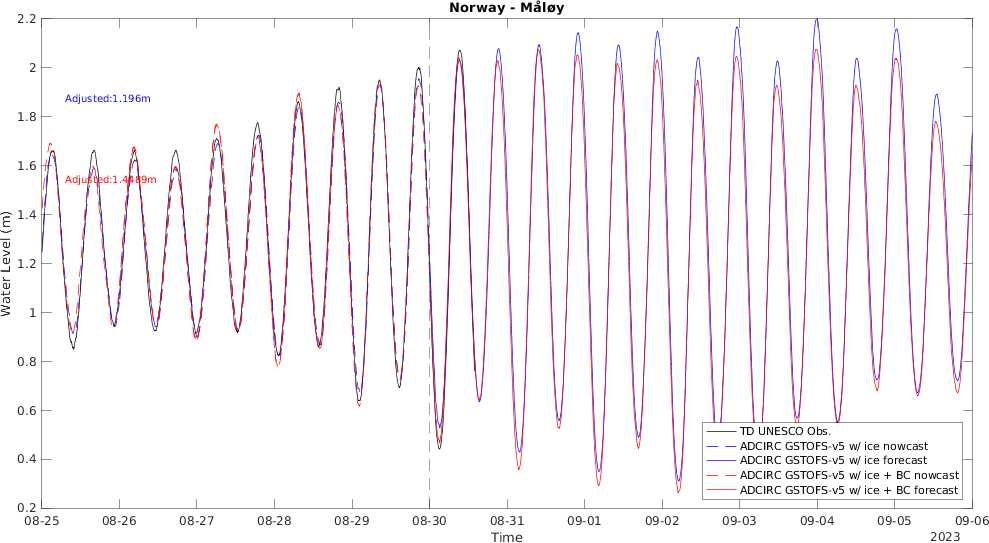 Norway - Måløy
2.2
2
1.8
1.6
1.4
1.2
1
0.8
0.6
0.4
0.2
Water Level (m)
Adjusted:1.196m
Adjusted:1.4489m
TD UNESCO Obs.
ADCIRC GSTOFS-v5 w/ ice nowcast
ADCIRC GSTOFS-v5 w/ ice forecast
ADCIRC GSTOFS-v5 w/ ice + BC nowcast
ADCIRC GSTOFS-v5 w/ ice + BC forecast
08-25 08-26 08-27 08-28 08-29 08-30 08-31 09-01 09-02 09-03 09-04 09-05 09-06
Time
2023